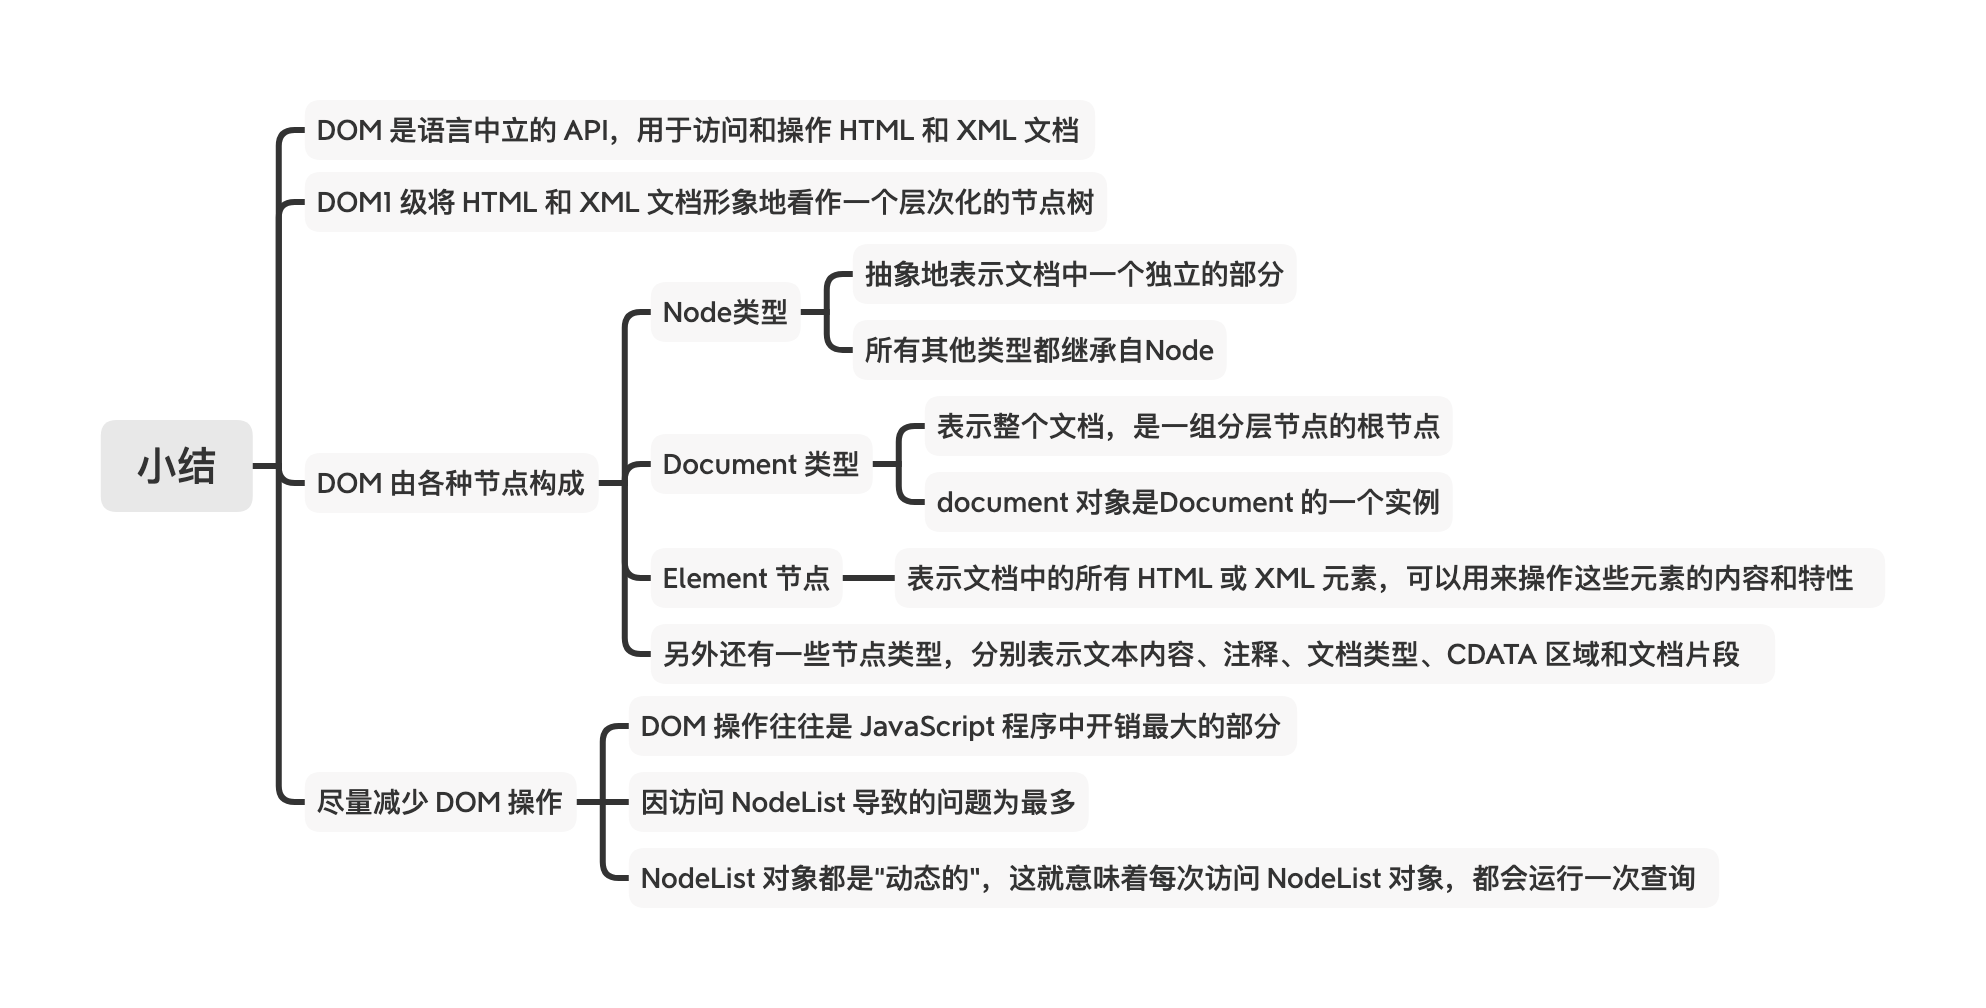 小结
DOM 是语言中立的 API，用于访问和操作 HTML 和 XML 文档
DOM1 级将 HTML 和 XML 文档形象地看作一个层次化的节点树
DOM 由各种节点构成
Node类型
抽象地表示文档中一个独立的部分
所有其他类型都继承自Node
Document 类型
表示整个文档，是一组分层节点的根节点
document 对象是Document 的一个实例
Element 节点
表示文档中的所有 HTML 或 XML 元素，可以用来操作这些元素的内容和特性
另外还有一些节点类型，分别表示文本内容、注释、文档类型、CDATA 区域和文档片段
尽量减少 DOM 操作
DOM 操作往往是 JavaScript 程序中开销最大的部分
因访问 NodeList 导致的问题为最多
NodeList 对象都是“动态的"，这就意味着每次访问 NodeList 对象，都会运行一次查询